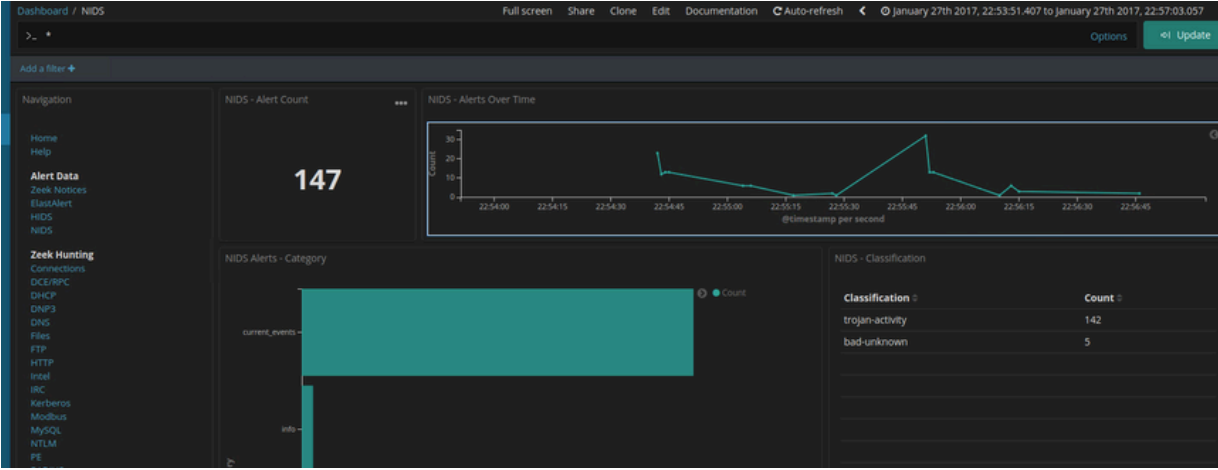 Dashboard / NIDS
Full screen Share Clone Edit Documentation Auto-refresh January 27th 2017, 22:53:51.407 to January 27th 2017, 22:57:03.057
>_ *
Options
Update
Add a filter +
Navigation
Home
Help
Alert Data
Zeek Notices
ElastAlert
HIDS
NIDS
Zeek Hunting
Connections
DCE/RPC
DHCP
DNP3
DNS
Files
FTP
HTTP
Intel
IRC
Kerberos
Modbus
MySQL
NTLM
PE
NIDS - Alert Count
147
NIDS - Alerts Over Time
Count
30
20
10
0
22:54:00 22:54:15 22:54:30 22:54:45 22:55:00 22:55:15 22:55:30 22:55:45 22:56:00 22:56:15 22:56:30 22:56:45
@timestamp per second
NIDS Alerts - Category
Count
current_events
info
NIDS - Classification
Classification Count
trojan-activity 142
bad-unknown 5